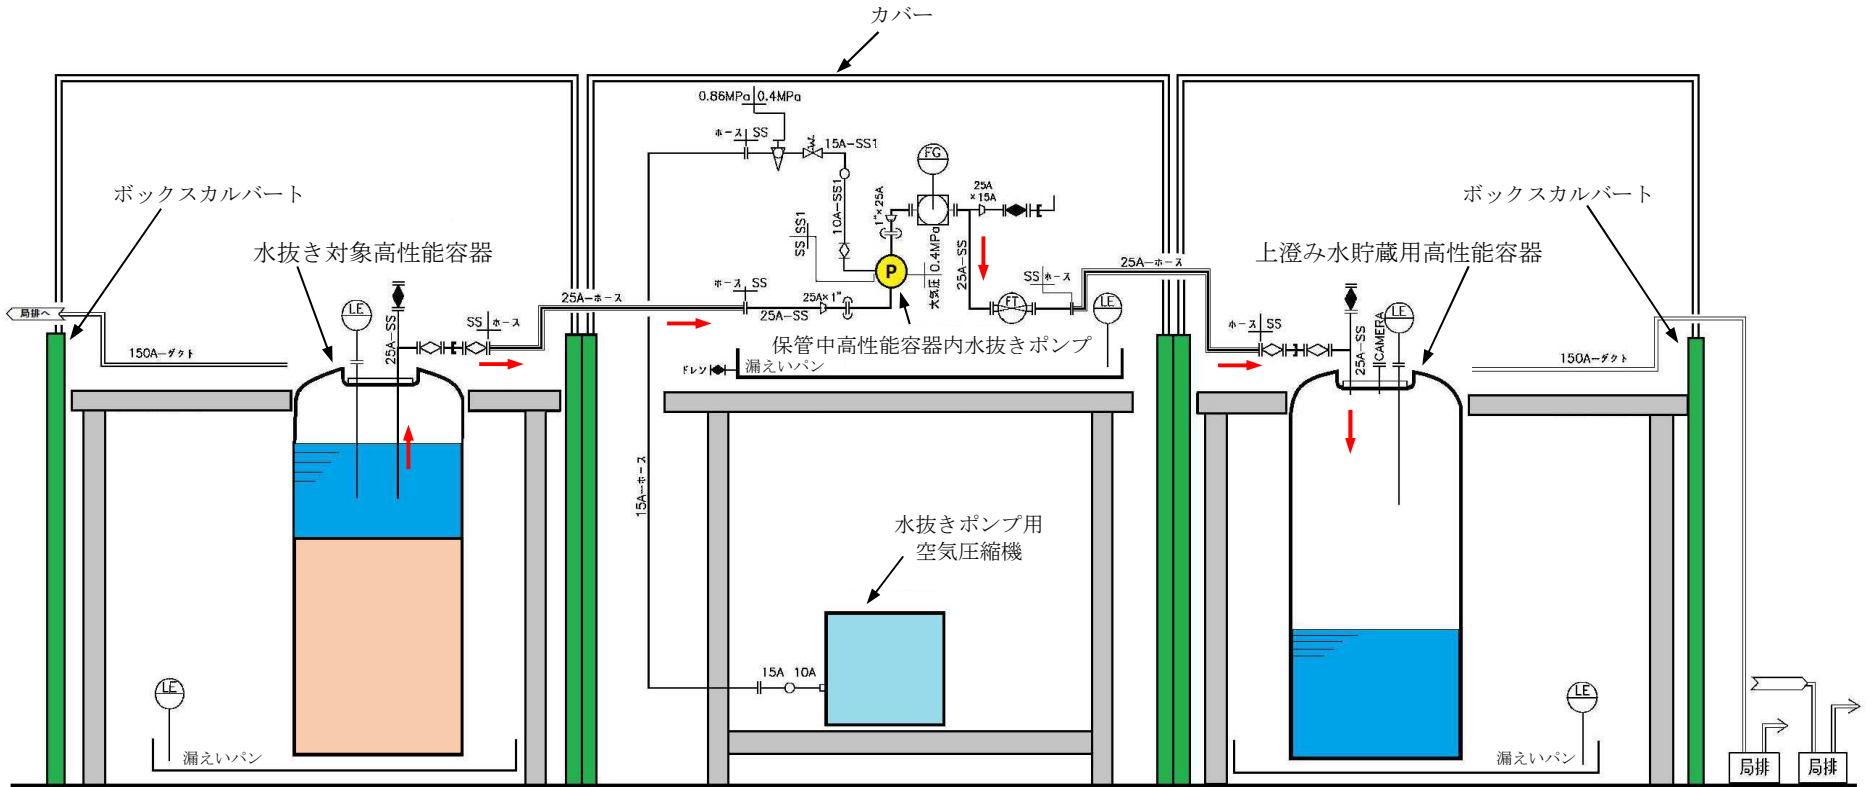 カバー
0.86MPa 0.4MPa
ホース SS
15A-SS1
FG
ボックスカルバート
ボックスカルバート
10A-SS1
1"×25A
25A
×15A
SS SS1
水抜き対象高性能容器
P
大気圧 0.4MPa
25A-SS
上澄み水貯蔵用高性能容器
25A-ホース
SS ホース
ホース SS
25A×1"
25A-ホース
25A-SS
FT
LE
局排へ
LE
25A-SS
SS ホース
ホース SS
25A-SS
CAMERA
LE
保管中高性能容器内水抜きポンプ
150A-ダクト
150A-ダクト
ドレン
漏えいパン
15A-ホース
水抜きポンプ用
空気圧縮機
15A 10A
LE
LE
漏えいパン
漏えいパン
局排
局排